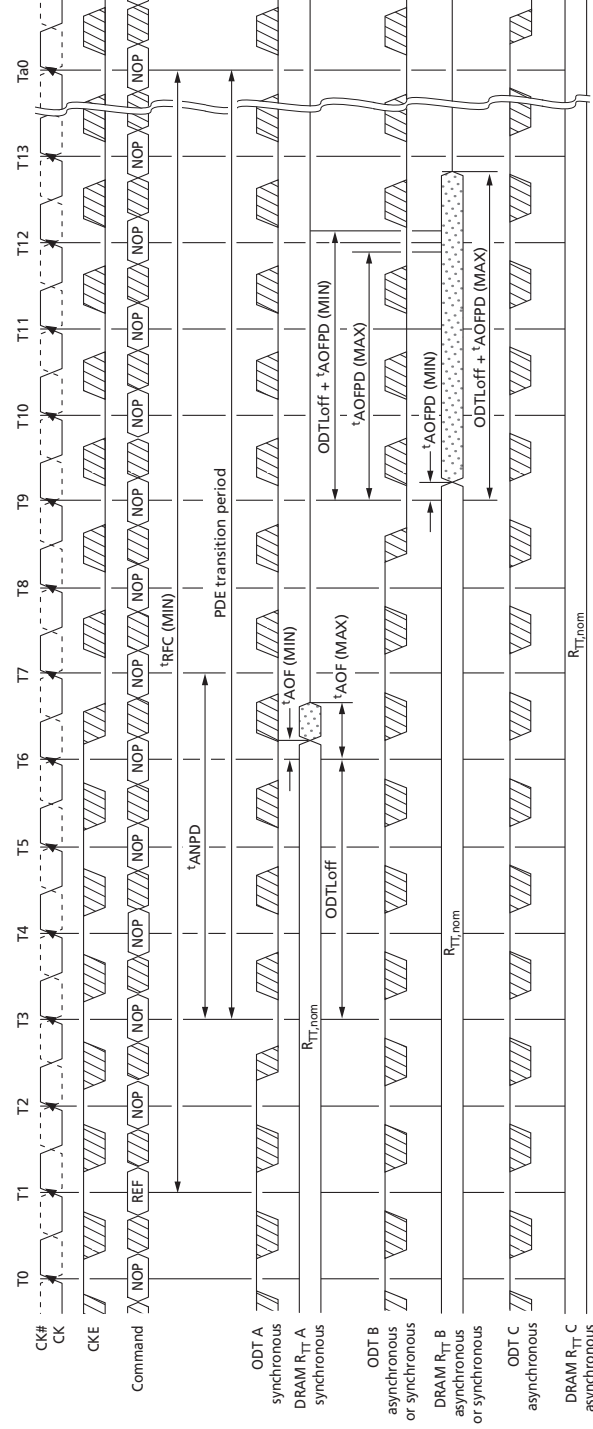 T0 T1 T2 T3 T4 T5 T6 T7 T8 T9 T10 T11 T12 T13 Ta0
CK#
CK
CKE
Command
NOP REF NOP NOP NOP NOP NOP NOP NOP NOP NOP NOP NOP NOP NOP
tRFC (MIN)
tANPD
PDE transition period
ODT A
synchronous
tAOF (MIN)
DRAM RTT A
synchronous
RTT,nom
ODTLoff
tAOF (MAX)
ODTLoff + tAOFPD (MIN)
tAOFPD (MAX)
ODT B
asynchronous
or synchronous
tAOFPD (MIN)
DRAM RTT B
asynchronous
or synchronous
RTT,nom
ODTLoff + tAOFPD (MAX)
ODT C
asynchronous
DRAM RTT C
asynchronous
RTT,nom